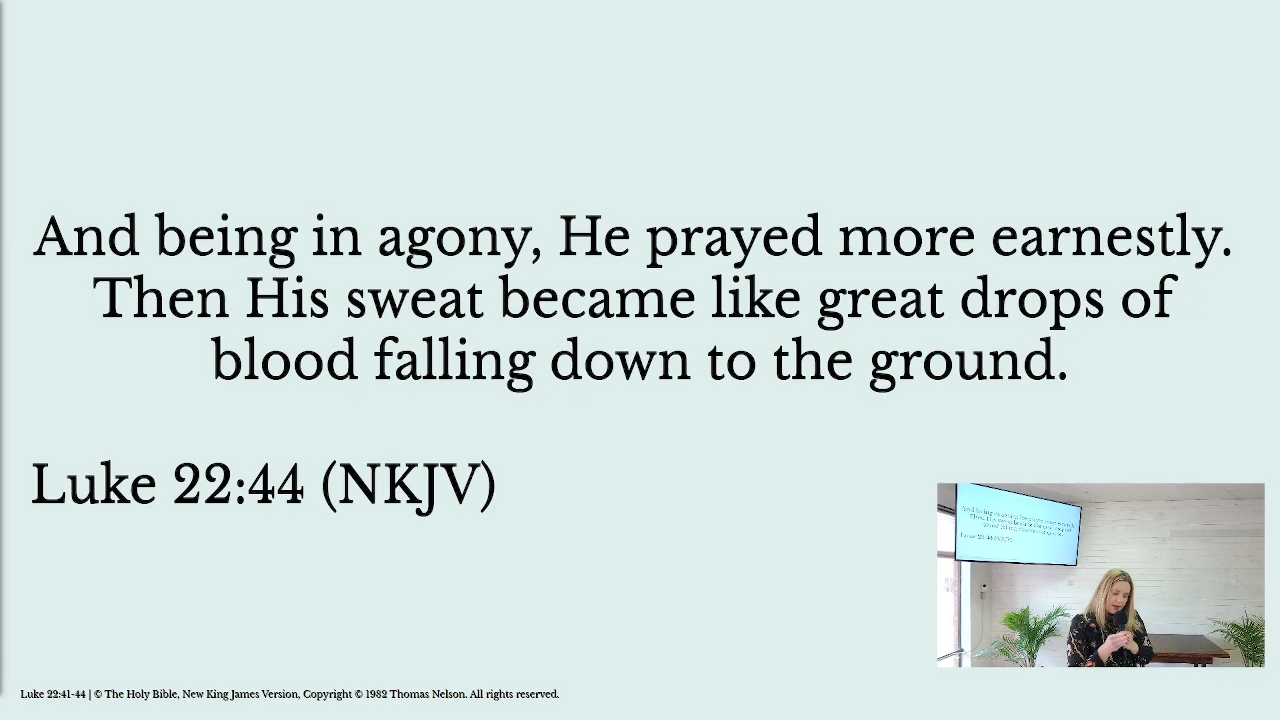 And being in agony, He prayed more earnestly.
Then His sweat became like great drops of
blood falling down to the ground.
Luke 22:44 (NKJV)
Luke 22:41-44 | © The Holy Bible, New King James Version, Copyright © 1982 Thomas Nelson. All rights reserved.